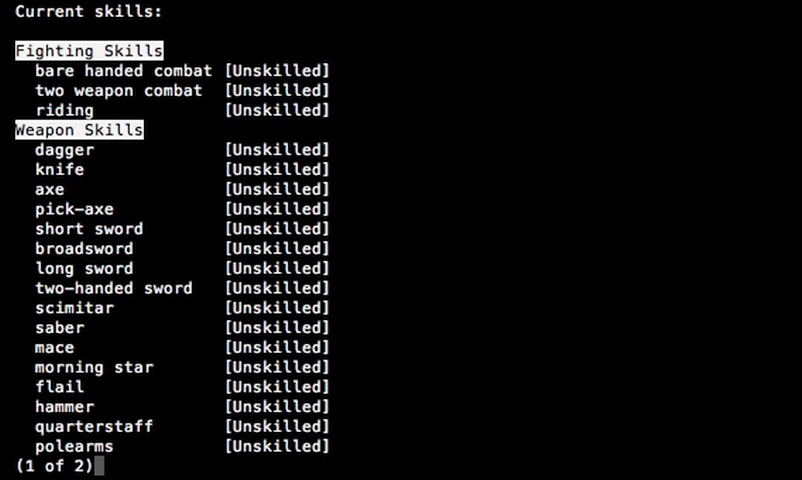 Current skills:
Fighting Skills
bare handed combat [Unskilled]
two weapon combat [Unskilled]
riding [Unskilled]
Weapon Skills
dagger [Unskilled]
knife [Unskilled]
axe [Unskilled]
pick-axe [Unskilled]
short sword [Unskilled]
broadsword [Unskilled]
long sword [Unskilled]
two-handed sword [Unskilled]
scimitar [Unskilled]
saber [Unskilled]
mace [Unskilled]
morning star [Unskilled]
flail [Unskilled]
hammer [Unskilled]
quarterstaff [Unskilled]
polearms [Unskilled]
(1 of 2)